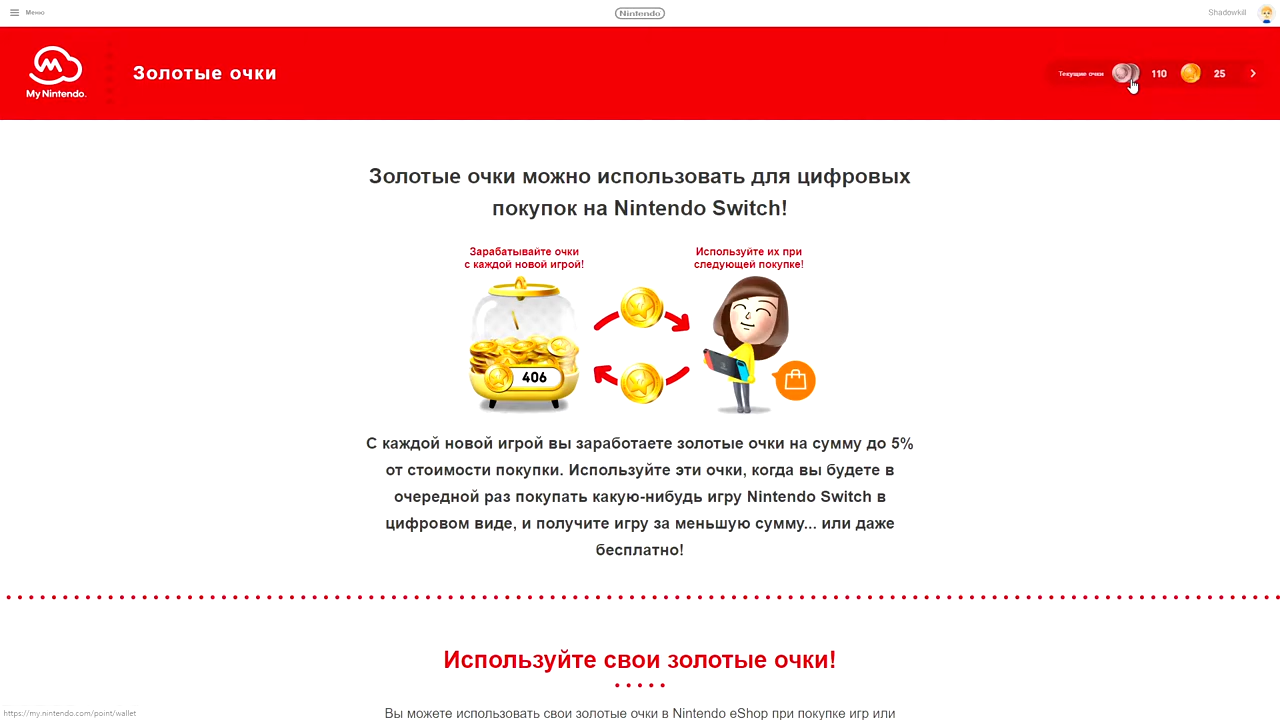 Меню
Nintendo
Shadowkill
My Nintendo.
Золотые очки
Текущие очки 110 25
Золотые очки можно использовать для цифровых
покупок на Nintendo Switch!
Зарабатывайте очки
с каждой новой игрой!
Используйте их при
следующей покупке!
406
С каждой новой игрой вы заработаете золотые очки на сумму до 5%
от стоимости покупки. Используйте эти очки, когда вы будете в
очередной раз покупать какую-нибудь игру Nintendo Switch в
цифровом виде, и получите игру за меньшую сумму... или даже
бесплатно!
Используйте свои золотые очки!
Вы можете использовать свои золотые очки в Nintendo eShop при покупке игр или
https://my.nintendo.com/point/wallet